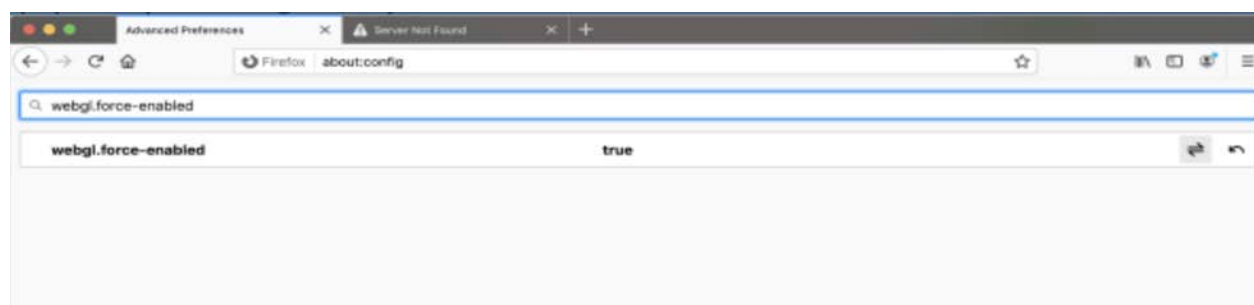 Advanced Preferences Server Not Found
Firefox about:config
webgl.force-enabled
webgl.force-enabled true